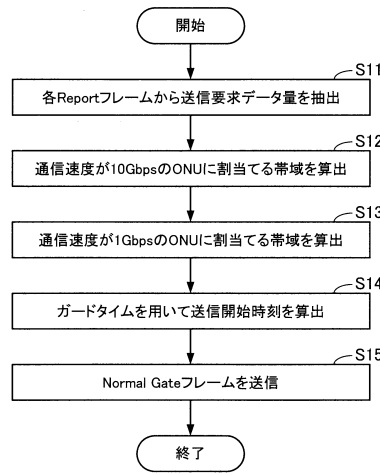 開始
S11
各Reportフレームから送信要求データ量を抽出
S12
通信速度が10GbpsのONUに割当てる帯域を算出
S13
通信速度が1GbpsのONUに割当てる帯域を算出
S14
ガードタイムを用いて送信開始時刻を算出
S15
Normal Gateフレームを送信
終了